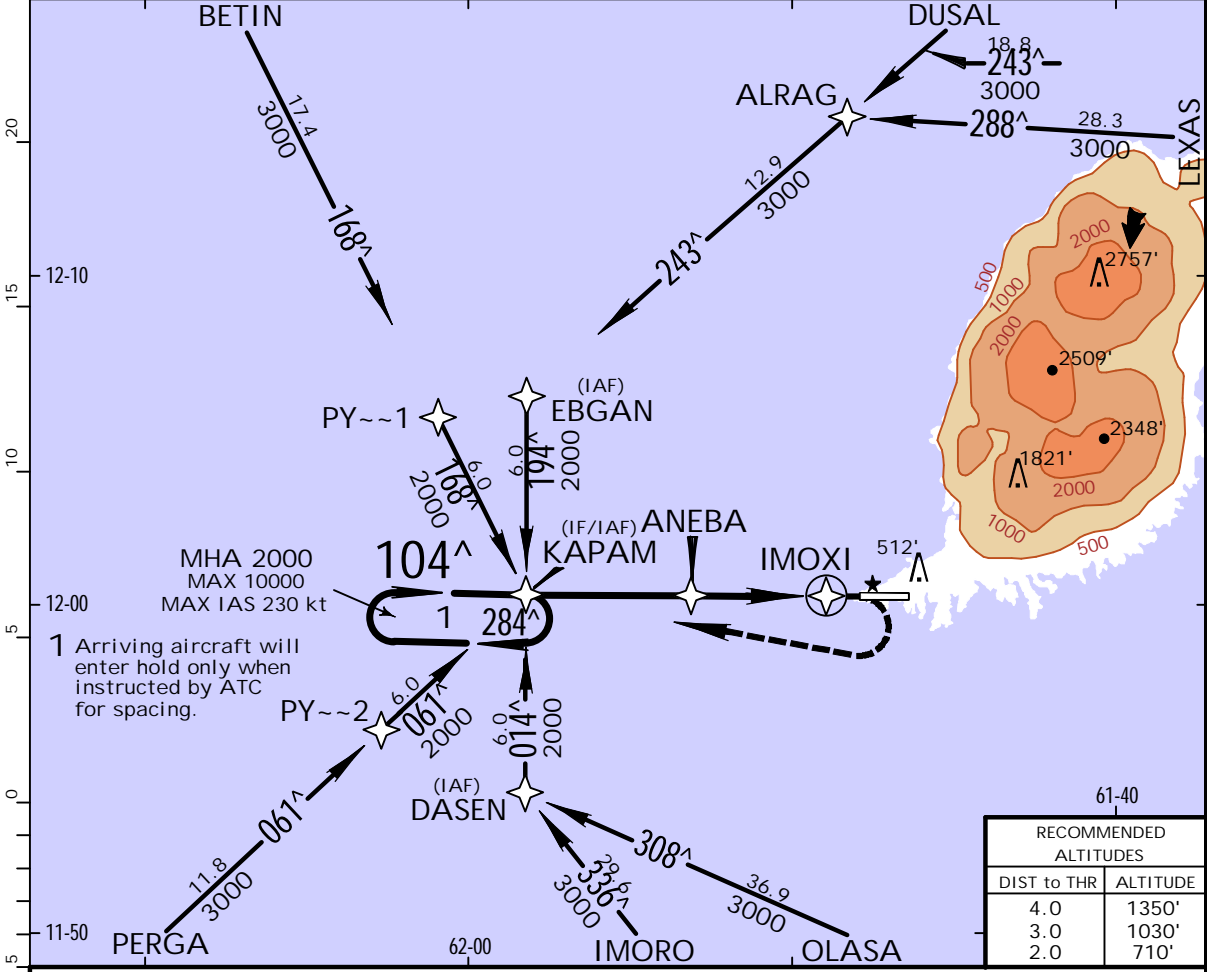 BETIN
DUSAL
18.8
243^
3000
ALRAG
17.4
3000
288^
28.3
3000
LEXAS
20
12.9
3000
168^
243^
2000
2757'
500
1000
12-10
15
2000
2509'
(IAF)
EBGAN
PY~~1
2348'
6.0
168^
2000
6.0
194^
2000
10
1821'
2000
1000
500
(IF/IAF)
KAPAM
ANEBA
IMOXI
512'
MHA 2000
MAX 10000
MAX IAS 230 kt
104^
12-00
1
284^
5
1 Arriving aircraft will
enter hold only when
instructed by ATC
for spacing.
PY~~2
6.0
061^
2000
6.0
014^
2000
(IAF)
DASEN
0
61-40
061^
11.8
3000
308^
36.9
3000
29.6
336^
3000
RECOMMENDED
ALTITUDES
DIST to THR ALTITUDE
4.0 1350'
3.0 1030'
2.0 710'
11-50
PERGA
62-00
IMORO
OLASA
5